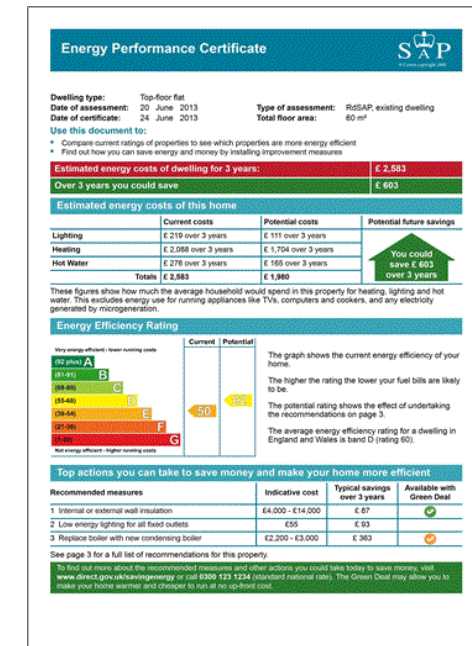 Energy Performance Certificate
SAP
Dwelling type: Top-floor flat
Date of assessment: 20 June 2013 Type of assessment: RdSAP, existing dwelling
Date of certificate: 24 June 2013 Total floor area: 60 m²
Use this document to:
• Compare current ratings of properties to see which properties are more energy efficient
• Find out how you can save energy and money by installing improvement measures
Estimated energy costs of dwelling for 3 years: £ 2,583
Over 3 years you could save £ 603
Estimated energy costs of this home
Current costs Potential costs Potential future savings
Lighting £ 219 over 3 years £ 111 over 3 years
Heating £ 2,088 over 3 years £ 1,704 over 3 years
Hot Water £ 276 over 3 years £ 165 over 3 years
Totals £ 2,583 £ 1,980
You could
save £ 603
over 3 years
These figures show how much the average household would spend in this property for heating, lighting and hot
water. This excludes energy use for running appliances like TVs, computers and cookers, and any electricity
generated by microgeneration.
Energy Efficiency Rating
Current Potential
Very energy efficient - lower running costs
(92 plus) A
(81-91) B
(69-80) C
(55-68) D
(39-54) E
(21-38) F
(1-20) G
Not energy efficient - higher running costs
50
62
The graph shows the current energy efficiency of your
home.
The higher the rating the lower your fuel bills are likely
to be.
The potential rating shows the effect of undertaking
the recommendations on page 3.
The average energy efficiency rating for a dwelling in
England and Wales is band D (rating 60).
Top actions you can take to save money and make your home more efficient
Recommended measures Indicative cost Typical savings over 3 years Available with Green Deal
1 Internal or external wall insulation £4,000 - £14,000 £ 87
2 Low energy lighting for all fixed outlets £55 £ 93
3 Replace boiler with new condensing boiler £2,200 - £3,000 £ 363
See page 3 for a full list of recommendations for this property.
To find out more about the recommended measures and other actions you could take today to save money, visit
www.direct.gov.uk/savingenergy or call 0300 123 1234 (standard national rate). The Green Deal may allow you to
make your home warmer and cheaper to run at no up-front cost.